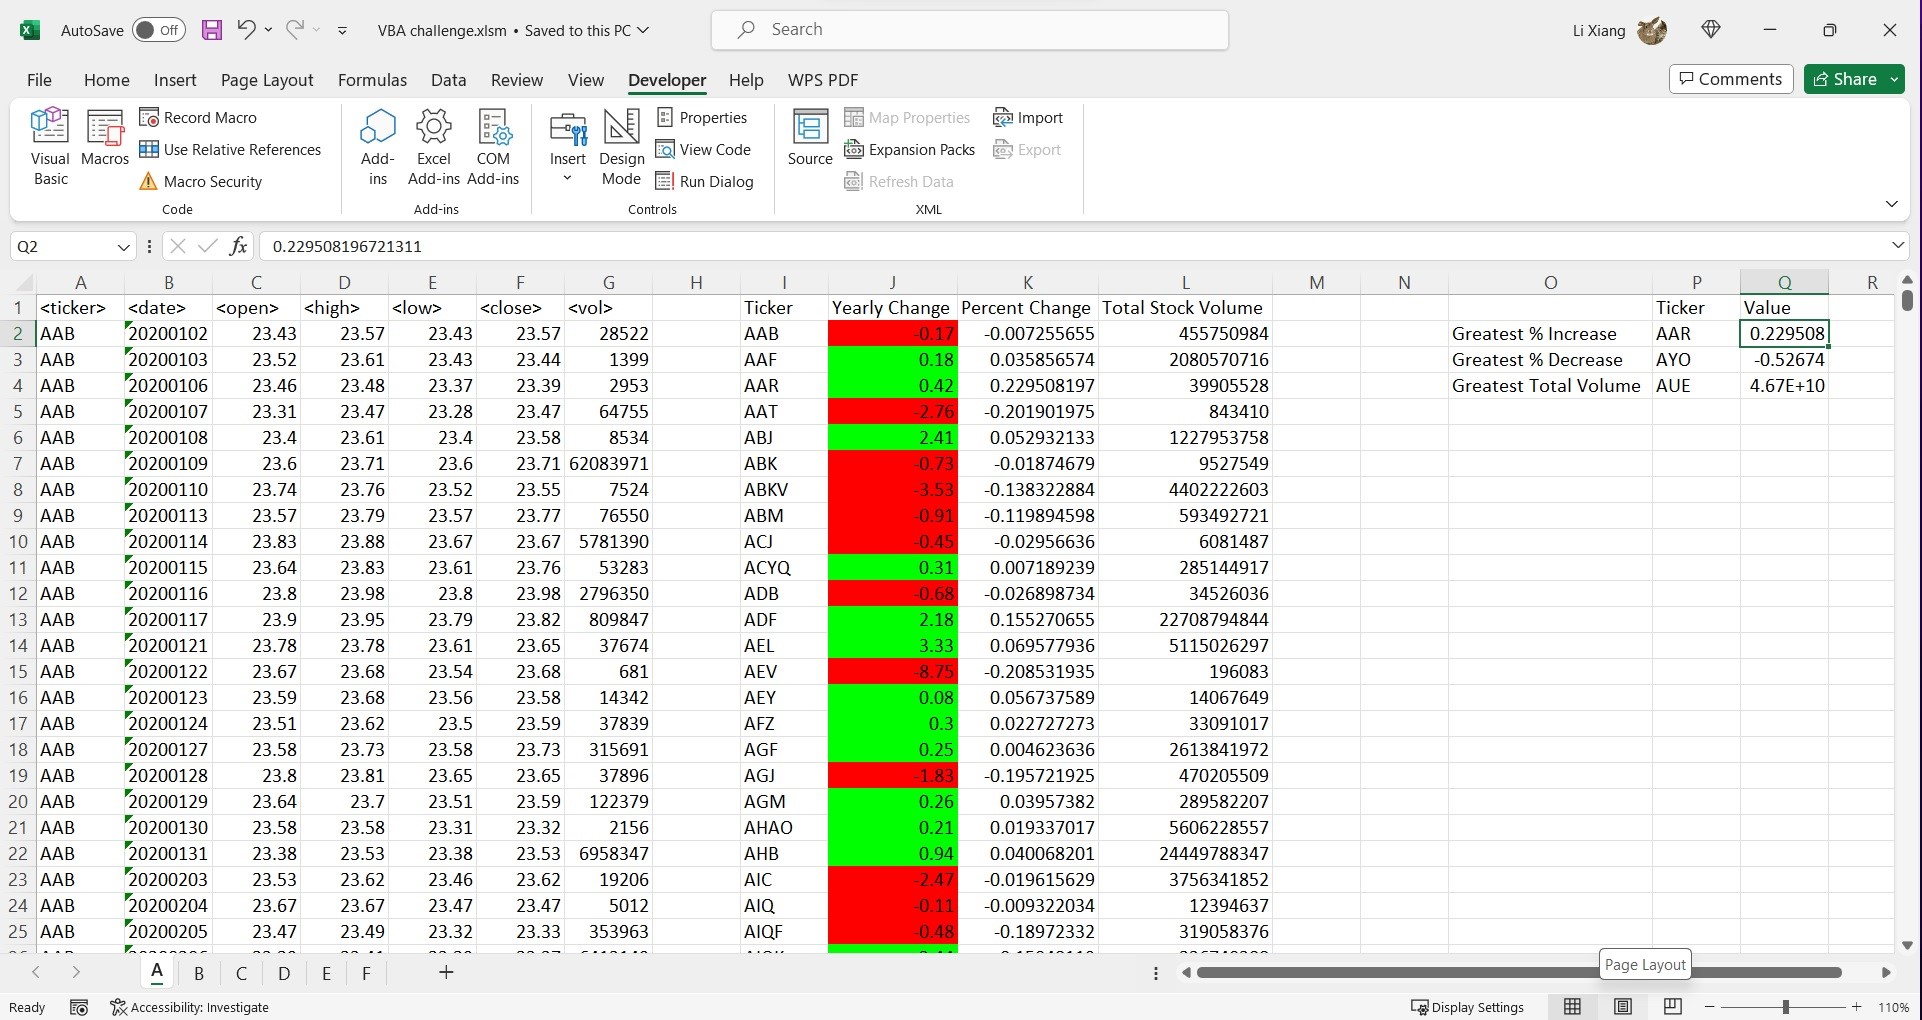 AutoSave Off VBA challenge.xlsm • Saved to this PC Search Li Xiang
File Home Insert Page Layout Formulas Data Review View Developer Help WPS PDF Comments Share
Visual Basic
Macros
Record Macro
Use Relative References
Macro Security
Code
Add-ins
Excel Add-ins
COM Add-ins
Add-ins
Insert
Design Mode
Properties
View Code
Run Dialog
Controls
Source
Map Properties
Expansion Packs
Refresh Data
Import
Export
XML
Q2 fx 0.229508196721311
A B C D E F G H I J K L M N O P Q R
1 <ticker> <date> <open> <high> <low> <close> <vol> Ticker Yearly Change Percent Change Total Stock Volume Ticker Value
2 AAB 20200102 23.43 23.57 23.43 23.57 28522 AAB -0.17 -0.007255655 455750984 Greatest % Increase AAR 0.229508
3 AAB 20200103 23.52 23.61 23.43 23.44 1399 AAF 0.18 0.035856574 2080570716 Greatest % Decrease AYO -0.52674
4 AAB 20200106 23.46 23.48 23.37 23.39 2953 AAR 0.42 0.229508197 39905528 Greatest Total Volume AUE 4.67E+10
5 AAB 20200107 23.31 23.47 23.28 23.47 64755 AAT -2.76 -0.201901975 843410
6 AAB 20200108 23.4 23.61 23.4 23.58 8534 ABJ 2.41 0.052932133 1227953758
7 AAB 20200109 23.6 23.71 23.6 23.71 62083971 ABK -0.73 -0.01874679 9527549
8 AAB 20200110 23.74 23.76 23.52 23.55 7524 ABKV -3.53 -0.138322884 4402222603
9 AAB 20200113 23.57 23.79 23.57 23.77 76550 ABM -0.91 -0.119894598 593492721
10 AAB 20200114 23.83 23.88 23.67 23.67 5781390 ACJ -0.45 -0.02956636 6081487
11 AAB 20200115 23.64 23.83 23.61 23.76 53283 ACYQ 0.31 0.007189239 285144917
12 AAB 20200116 23.8 23.98 23.8 23.98 2796350 ADB -0.68 -0.026898734 34526036
13 AAB 20200117 23.9 23.95 23.79 23.82 809847 ADF 2.18 0.155270655 22708794844
14 AAB 20200121 23.78 23.78 23.61 23.65 37674 AEL 3.33 0.069577936 5115026297
15 AAB 20200122 23.67 23.68 23.54 23.68 681 AEV -8.75 -0.208531935 196083
16 AAB 20200123 23.59 23.68 23.56 23.58 14342 AEY 0.08 0.056737589 14067649
17 AAB 20200124 23.51 23.62 23.5 23.59 37839 AFZ 0.3 0.022727273 33091017
18 AAB 20200127 23.58 23.73 23.58 23.73 315691 AGF 0.25 0.004623636 2613841972
19 AAB 20200128 23.8 23.81 23.65 23.65 37896 AGJ -1.83 -0.195721925 470205509
20 AAB 20200129 23.64 23.7 23.51 23.59 122379 AGM 0.26 0.03957382 289582207
21 AAB 20200130 23.58 23.58 23.31 23.32 2156 AHAO 0.21 0.019337017 5606228557
22 AAB 20200131 23.38 23.53 23.38 23.53 6958347 AHB 0.94 0.040068201 24449788347
23 AAB 20200203 23.53 23.62 23.46 23.62 19206 AIC -2.47 -0.019615629 3756341852
24 AAB 20200204 23.67 23.67 23.47 23.47 5012 AIQ -0.11 -0.009322034 12394637
25 AAB 20200205 23.47 23.49 23.32 23.33 353963 AIQF -0.48 -0.18972332 319058376
Page Layout
A B C D E F +
Ready Accessibility: Investigate Display Settings 110%